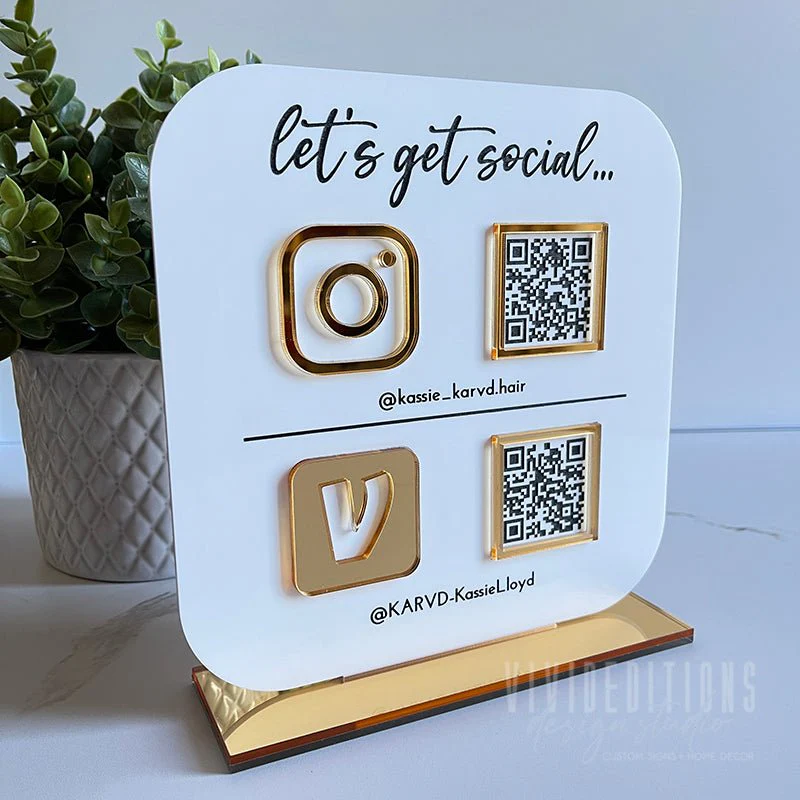 let's get social...
@kassie_karvd.hair
V
@KARVD-KassieLloyd
VIVIDEDITIONS
design studio
CUSTOM SIGNS + HOME DECOR